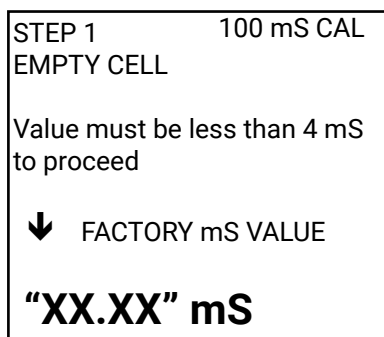 STEP 1 100 mS CAL
EMPTY CELL
Value must be less than 4 mS
to proceed
🡫 FACTORY mS VALUE
“XX.XX” mS